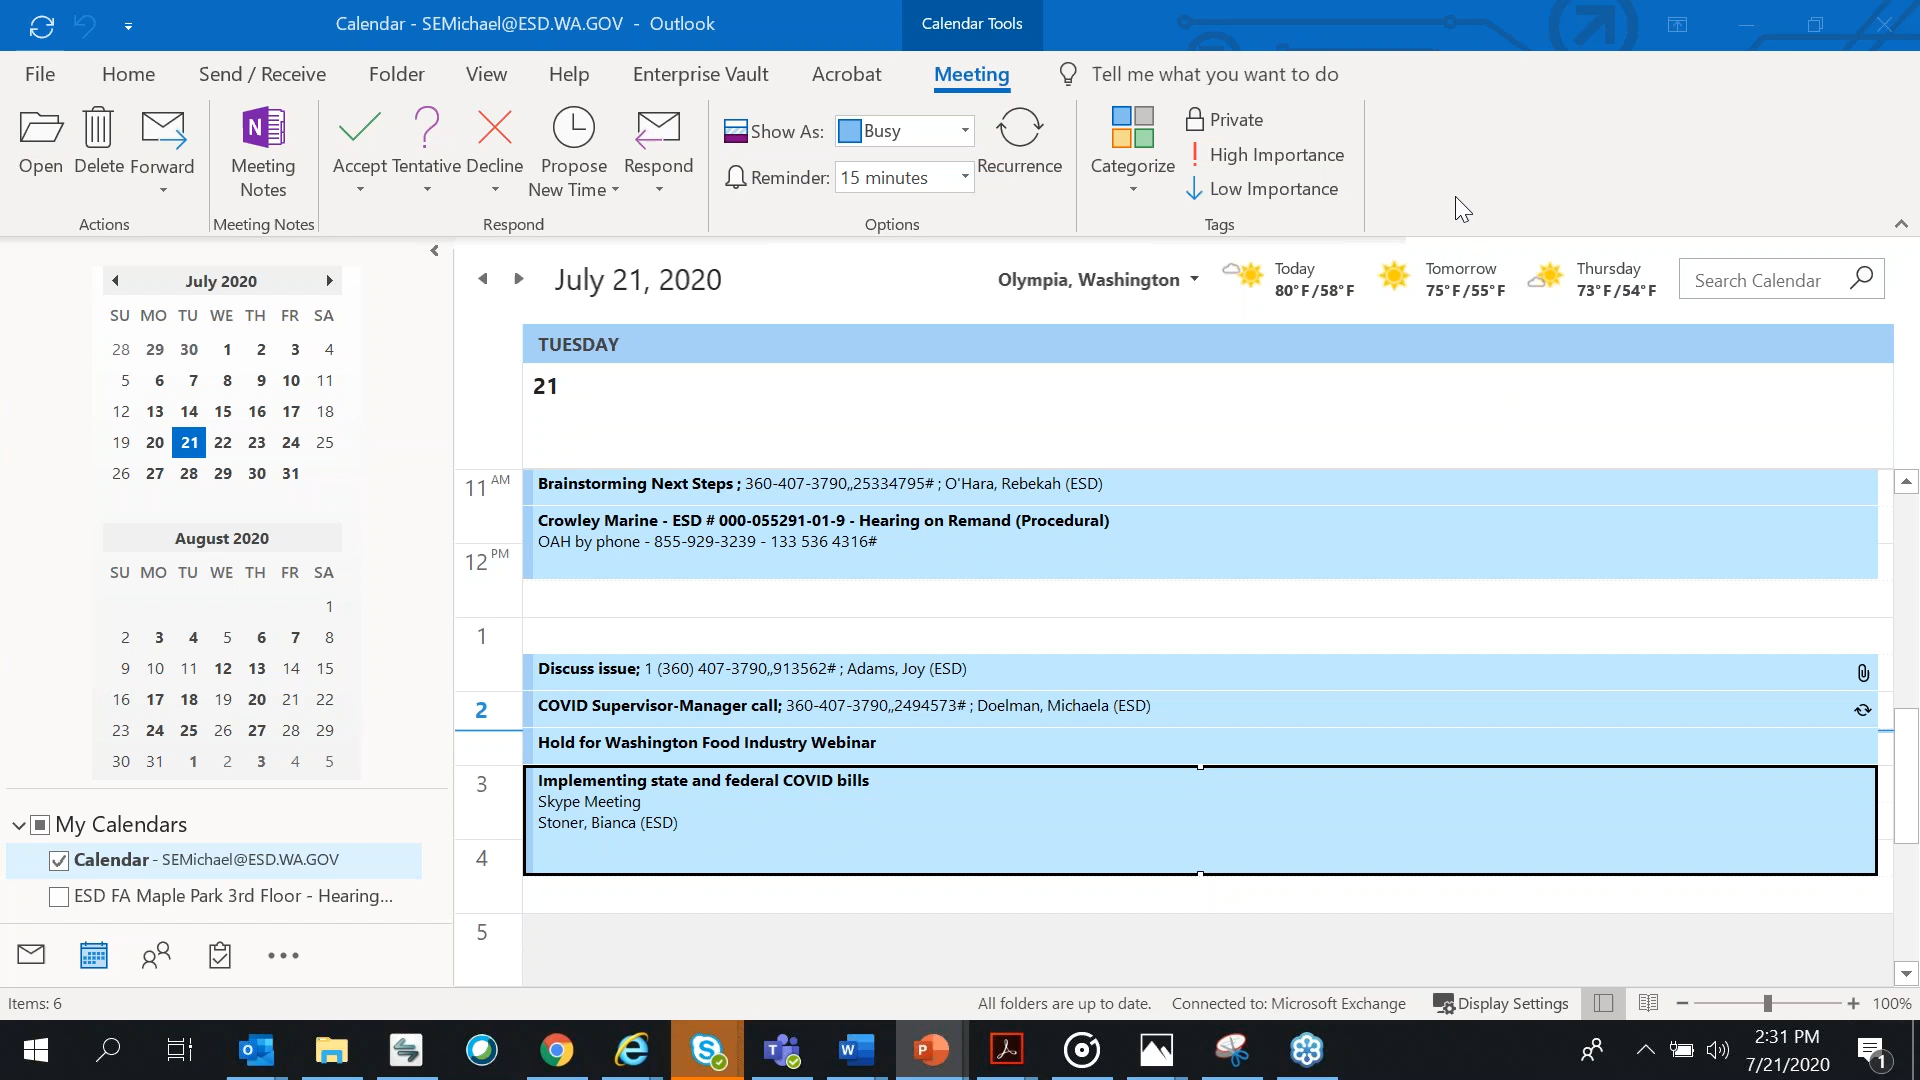 Calendar - SEMichael@ESD.WA.GOV - Outlook
Calendar Tools
File Home Send / Receive Folder View Help Enterprise Vault Acrobat Meeting Tell me what you want to do
Open Delete Forward
Actions
Meeting Notes
Meeting Notes
Accept Tentative Decline Propose New Time Respond
Respond
Show As: Busy
Reminder: 15 minutes
Recurrence
Options
Categorize
Private
High Importance
Low Importance
Tags
July 2020
SU MO TU WE TH FR SA
28 29 30 1 2 3 4
5 6 7 8 9 10 11
12 13 14 15 16 17 18
19 20 21 22 23 24 25
26 27 28 29 30 31
August 2020
SU MO TU WE TH FR SA
1
2 3 4 5 6 7 8
9 10 11 12 13 14 15
16 17 18 19 20 21 22
23 24 25 26 27 28 29
30 31 1 2 3 4 5
My Calendars
Calendar - SEMichael@ESD.WA.GOV
ESD FA Maple Park 3rd Floor - Hearing...
July 21, 2020
Olympia, Washington
Today
80°F/58°F
Tomorrow
75°F/55°F
Thursday
73°F/54°F
Search Calendar
TUESDAY
21
11 AM
Brainstorming Next Steps ; 360-407-3790,,25334795# ; O'Hara, Rebekah (ESD)
Crowley Marine - ESD # 000-055291-01-9 - Hearing on Remand (Procedural)
OAH by phone - 855-929-3239 - 133 536 4316#
12 PM
1
Discuss issue; 1 (360) 407-3790,,913562# ; Adams, Joy (ESD)
2
COVID Supervisor-Manager call; 360-407-3790,,2494573# ; Doelman, Michaela (ESD)
Hold for Washington Food Industry Webinar
3
Implementing state and federal COVID bills
Skype Meeting
Stoner, Bianca (ESD)
4
5
Items: 6
All folders are up to date. Connected to: Microsoft Exchange Display Settings 100%
2:31 PM
7/21/2020
1